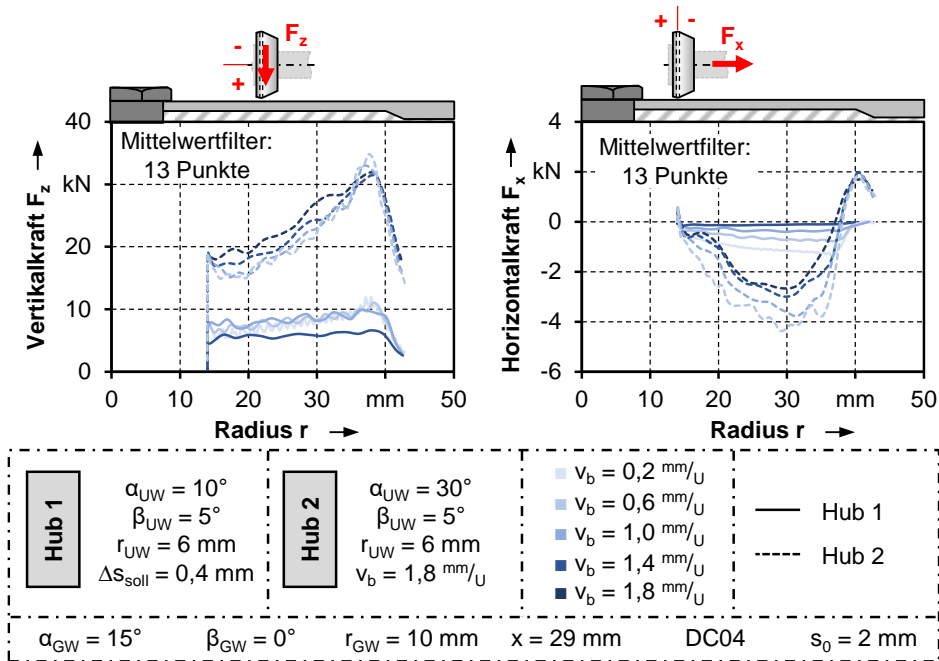 - + F_z
+ - F_x
Mittelwertfilter:
13 Punkte
Vertikalkraft F_z
40
kN
20
10
0
0 10 20 30 mm 50
Radius r
Mittelwertfilter:
13 Punkte
Horizontalkraft F_x
4
kN
0
-2
-4
-6
0 10 20 30 mm 50
Radius r
Hub 1
α_UW = 10°
β_UW = 5°
r_UW = 6 mm
Δs_soll = 0,4 mm
Hub 2
α_UW = 30°
β_UW = 5°
r_UW = 6 mm
v_b = 1,8 mm/U
v_b = 0,2 mm/U
v_b = 0,6 mm/U
v_b = 1,0 mm/U
v_b = 1,4 mm/U
v_b = 1,8 mm/U
Hub 1
Hub 2
α_GW = 15° β_GW = 0° r_GW = 10 mm x = 29 mm DC04 s_0 = 2 mm